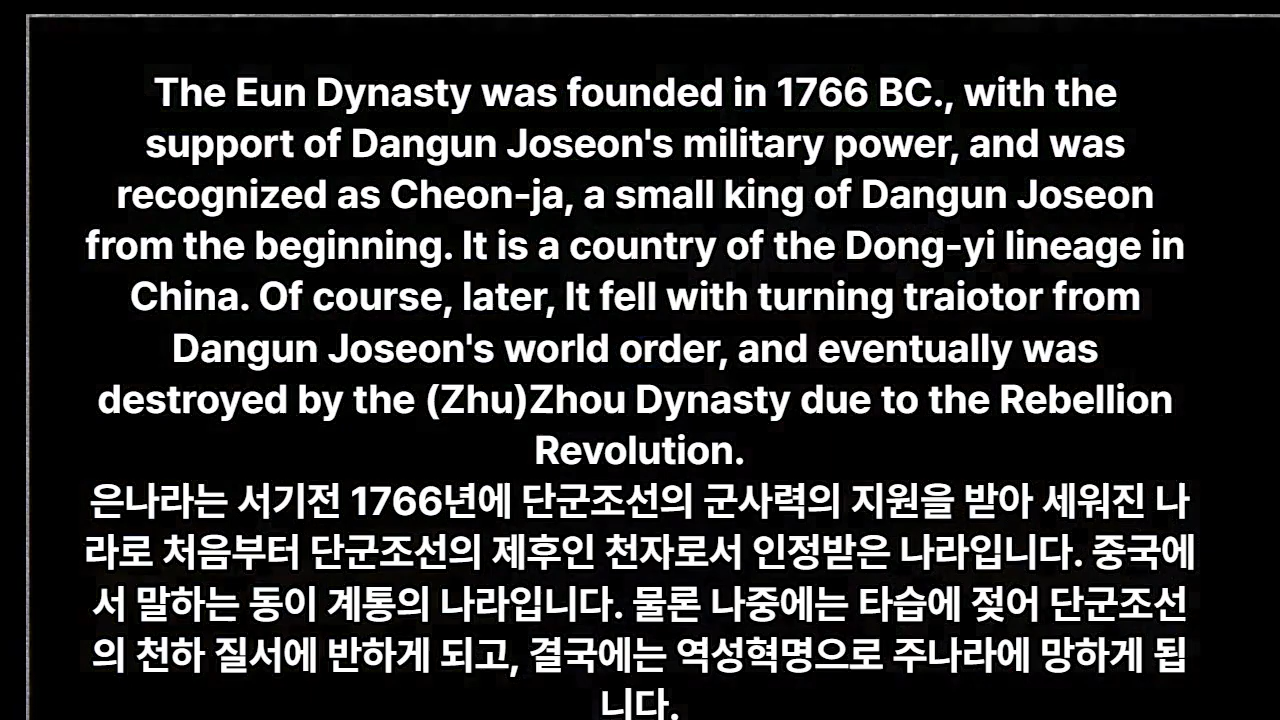 The Eun Dynasty was founded in 1766 BC., with the
support of Dangun Joseon's military power, and was
recognized as Cheon-ja, a small king of Dangun Joseon
from the beginning. It is a country of the Dong-yi lineage in
China. Of course, later, It fell with turning traiotor from
Dangun Joseon's world order, and eventually was
destroyed by the (Zhu)Zhou Dynasty due to the Rebellion
Revolution.
은나라는 서기전 1766년에 단군조선의 군사력의 지원을 받아 세워진 나
라로 처음부터 단군조선의 제후인 천자로서 인정받은 나라입니다. 중국에
서 말하는 동이 계통의 나라입니다. 물론 나중에는 타습에 젖어 단군조선
의 천하 질서에 반하게 되고, 결국에는 역성혁명으로 주나라에 망하게 됩
니다.